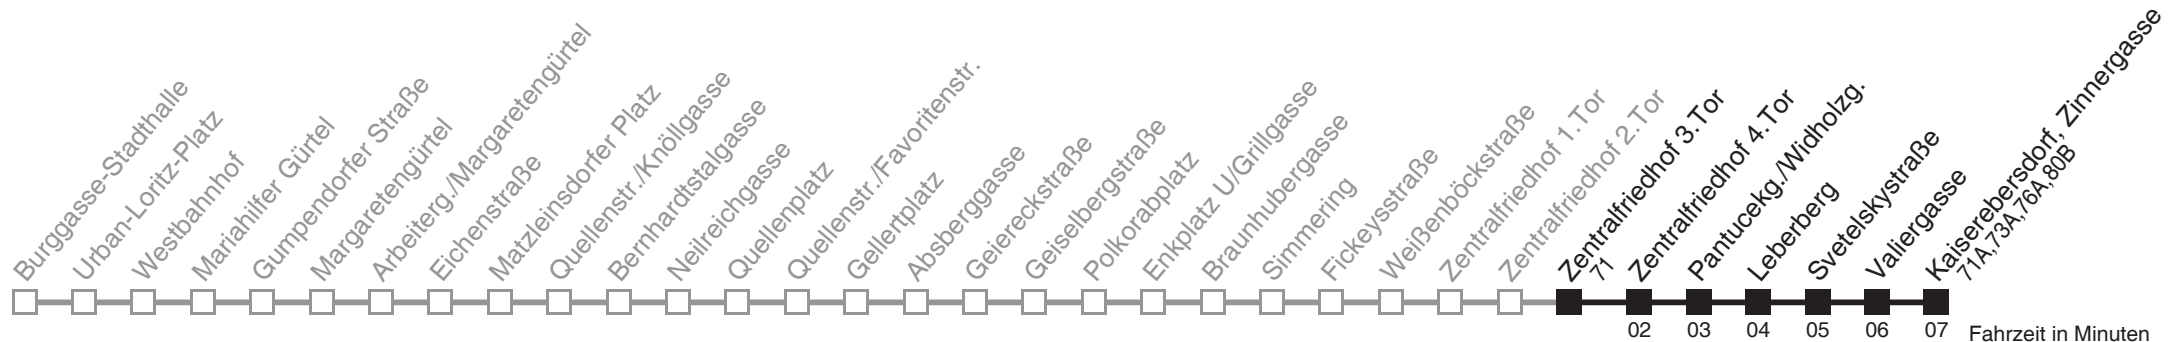 Burggasse-Stadthalle
Urban-Loritz-Platz
Westbahnhof
Mariahilfer Gürtel
Gumpendorfer Straße
Margaretengürtel
Arbeiterg./Margaretengürtel
Eichenstraße
Matzleinsdorfer Platz
Quellenstr./Knöllgasse
Bernhardtstalgasse
Neilreichgasse
Quellenplatz
Quellenstr./Favoritenstr.
Gellertplatz
Absberggasse
Geiereckstraße
Geiselbergstraße
Polkorabplatz
Enkplatz U/Grillgasse
Braunhubergasse
Simmering
Fickeysstraße
Weißenböckstraße
Zentralfriedhof 1.Tor
Zentralfriedhof 2.Tor
Zentralfriedhof 3.Tor
71
Zentralfriedhof 4.Tor
Pantucekg./Widholzg.
Leberberg
Svetelskystraße
Valiergasse
Kaiserebersdorf, Zinnergasse
71A,73A,76A,80B
02 03 04 05 06 07 Fahrzeit in Minuten